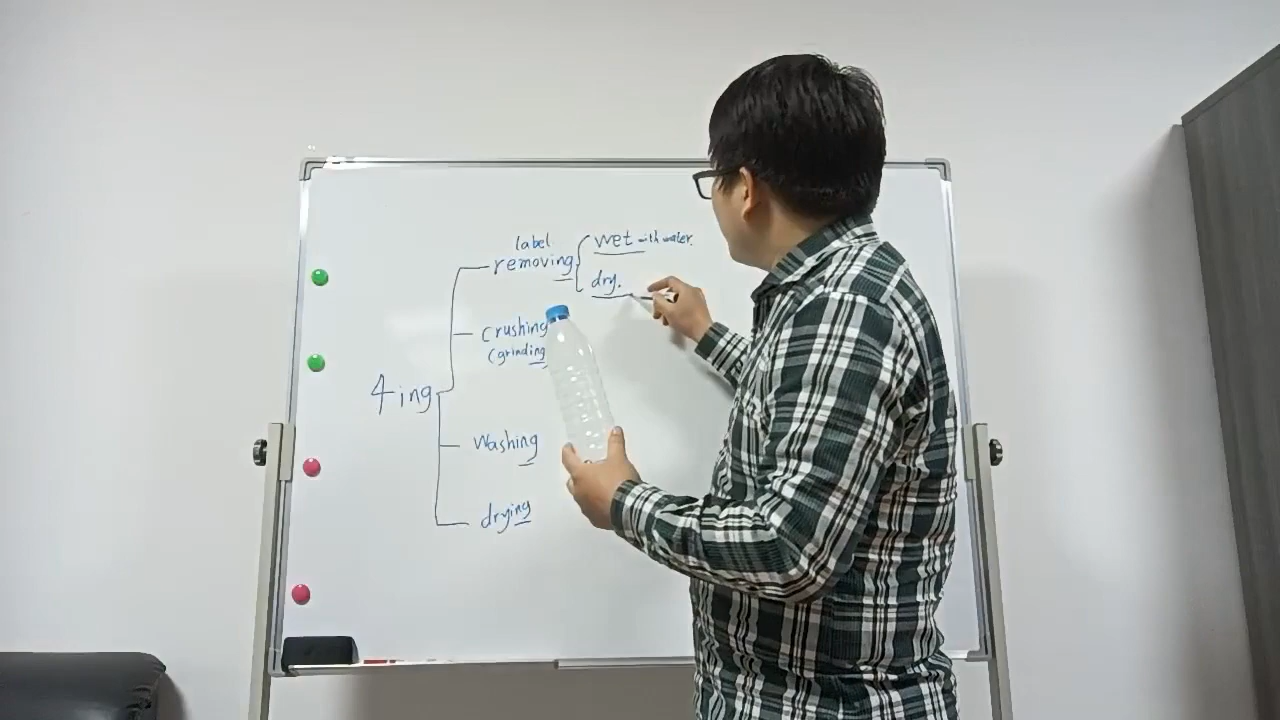 4ing
label
removing
wet with water.
dry.
Crushing
(grinding
Washing
drying